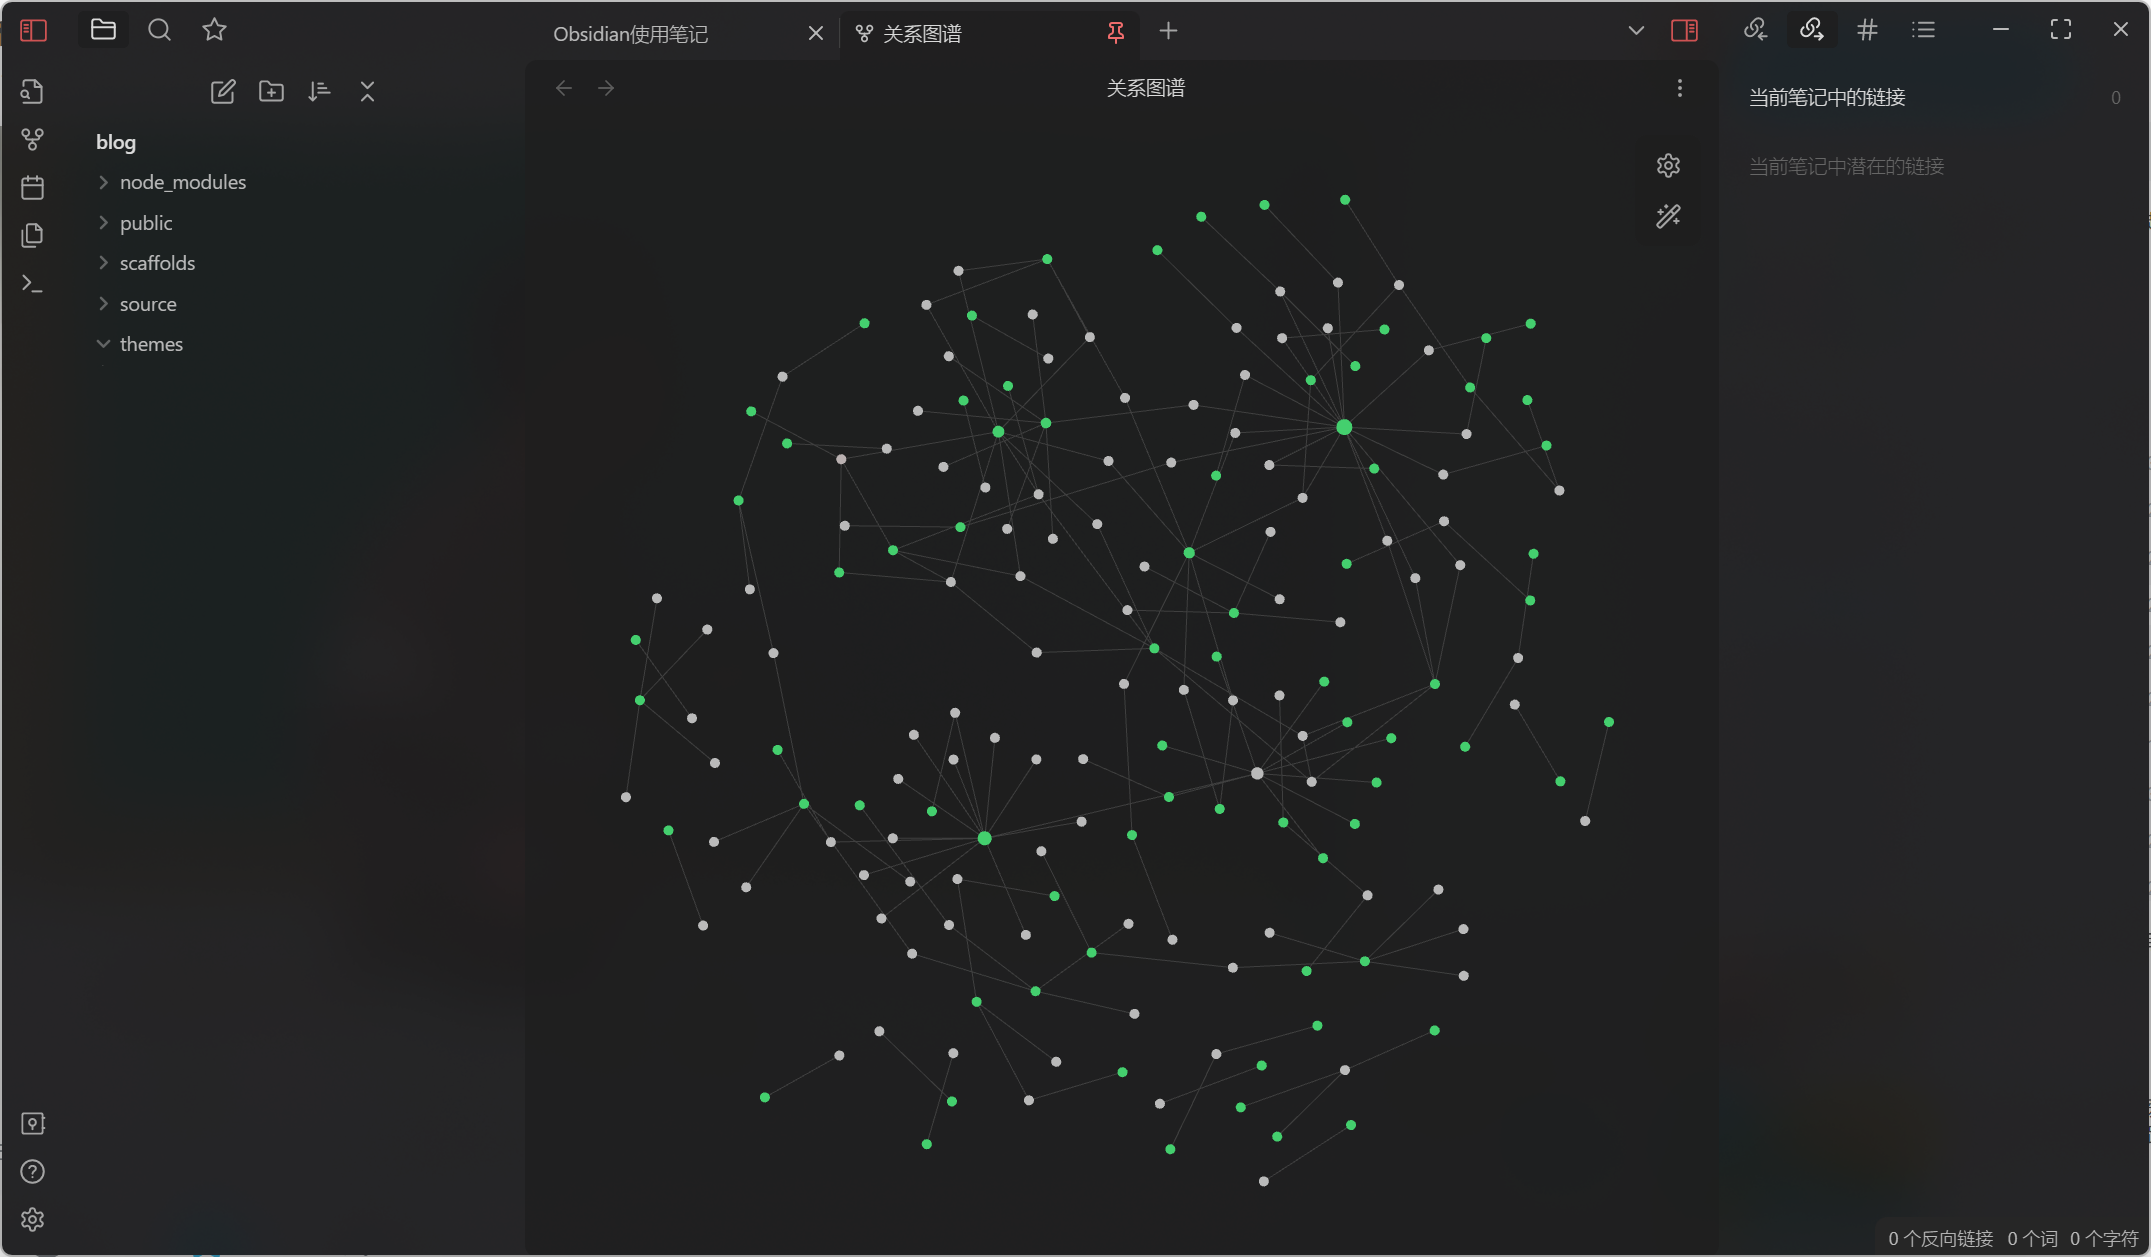 Obsidian使用笔记
关系图谱
关系图谱
blog
node_modules
public
scaffolds
source
themes
当前笔记中的链接 0
当前笔记中潜在的链接
0 个反向链接 0 个词 0 个字符